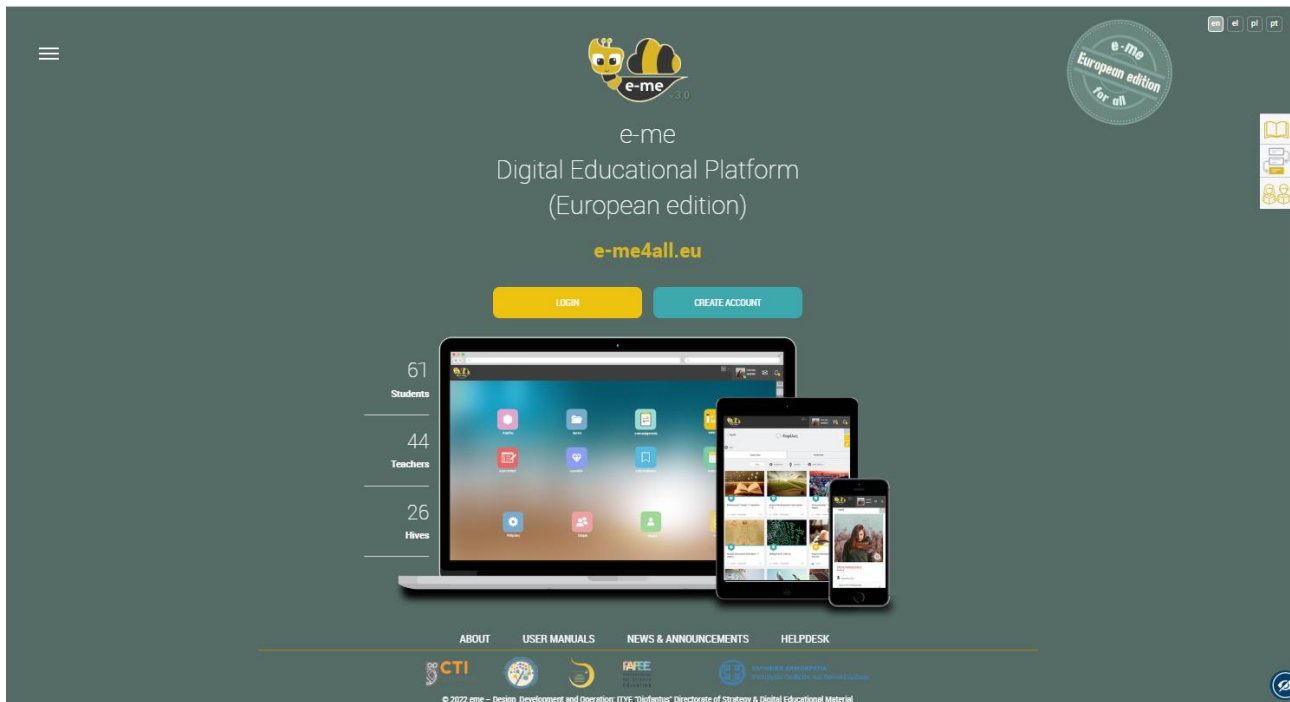 en el pl pt
e-me
European edition
for all
e-me
v.3.0
e-me
Digital Educational Platform
(European edition)
e-me4all.eu
LOGIN CREATE ACCOUNT
61
Students
44
Teachers
26
Hives
ABOUT USER MANUALS NEWS & ANNOUNCEMENTS HELPDESK
CTI
© 2022 eme – Design, Development and Operation: ITYE "Diofantus" Directorate of Strategy & Digital Educational Material